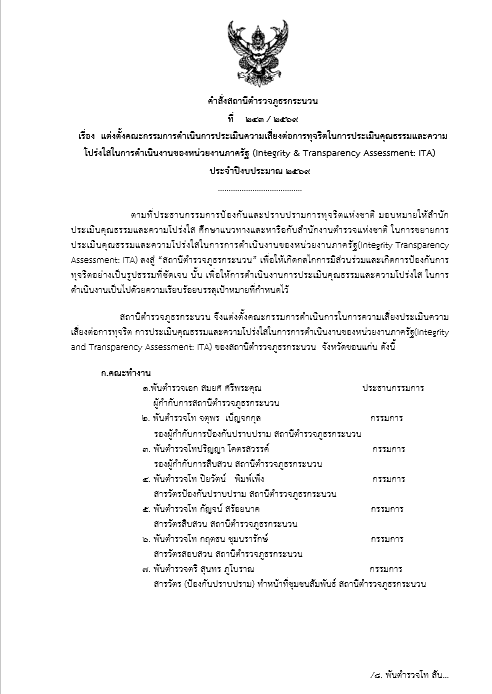 คำสั่งสถานีตำรวจภูธรกระนวน
ที่ ๒๔๓ / ๒๕๖๙
เรื่อง แต่งตั้งคณะกรรมการดำเนินการประเมินความเสี่ยงต่อการทุจริตในการประเมินคุณธรรมและความ
โปร่งใสในการดำเนินงานของหน่วยงานภาครัฐ (Integrity & Transparency Assessment: ITA)
ประจำปีงบประมาณ ๒๕๖๙
......................................
ตามที่ประธานกรรมการป้องกันและปราบปรามการทุจริตแห่งชาติ มอบหมายให้สำนัก
ประเมินคุณธรรมและความโปร่งใส ศึกษาแนวทางและหารือกับสำนักงานตำรวจแห่งชาติ ในการขยายการ
ประเมินคุณธรรมและความโปร่งใสในการการดำเนินงานของหน่วยงานภาครัฐ(Integrity Transparency
Assessment: ITA) ลงสู่ “สถานีตำรวจภูธรกระนวน” เพื่อให้เกิดกลไกการมีส่วนร่วมและเกิดการป้องกันการ
ทุจริตอย่างเป็นรูปธรรมที่ชัดเจน นั้น เพื่อให้การดำเนินงานการประเมินคุณธรรมและความโปร่งใส ในการ
ดำเนินงานเป็นไปด้วยความเรียบร้อยบรรลุเป้าหมายที่กำหนดไว้
สถานีตำรวจภูธรกระนวน จึงแต่งตั้งคณะกรรมการดำเนินการในการความเสี่ยงประเมินความ
เสี่ยงต่อการทุจริต การประเมินคุณธรรมและความโปร่งใสในการการดำเนินงานของหน่วยงานภาครัฐ(Integrity
and Transparency Assessment: ITA) ของสถานีตำรวจภูธรกระนวน จังหวัดขอนแก่น ดังนี้
ก.คณะทำงาน
๑.พันตำรวจเอก สมยศ ศรีพระคุณ ประธานกรรมการ
ผู้กำกับการสถานีตำรวจภูธรกระนวน
๒. พันตำรวจโท จตุพร เบ็ญจกกุล กรรมการ
รองผู้กำกับการป้องกันปราบปราม สถานีตำรวจภูธรกระนวน
๓. พันตำรวจโทปริญญา โคตรสวรรค์ กรรมการ
รองผู้กำกับการสืบสวน สถานีตำรวจภูธรกระนวน
๔. พันตำรวจโท ปิยวัตน์ พิมพ์เพ็ง กรรมการ
สารวัตรป้องกันปราบปราม สถานีตำรวจภูธรกระนวน
๕. พันตำรวจโท กัญจน์ สร้อยนาค กรรมการ
สารวัตรสืบสวน สถานีตำรวจภูธรกระนวน
๖. พันตำรวจโท กฤตธน ชุมนารักษ์ กรรมการ
สารวัตรสอบสวน สถานีตำรวจภูธรกระนวน
๗. พันตำรวจตรี สุนทร ภูโบราณ กรรมการ
สารวัตร (ป้องกันปราบปราม) ทำหน้าที่ชุมชนสัมพันธ์ สถานีตำรวจภูธรกระนวน
/๘. พันตำรวจโท สัน...